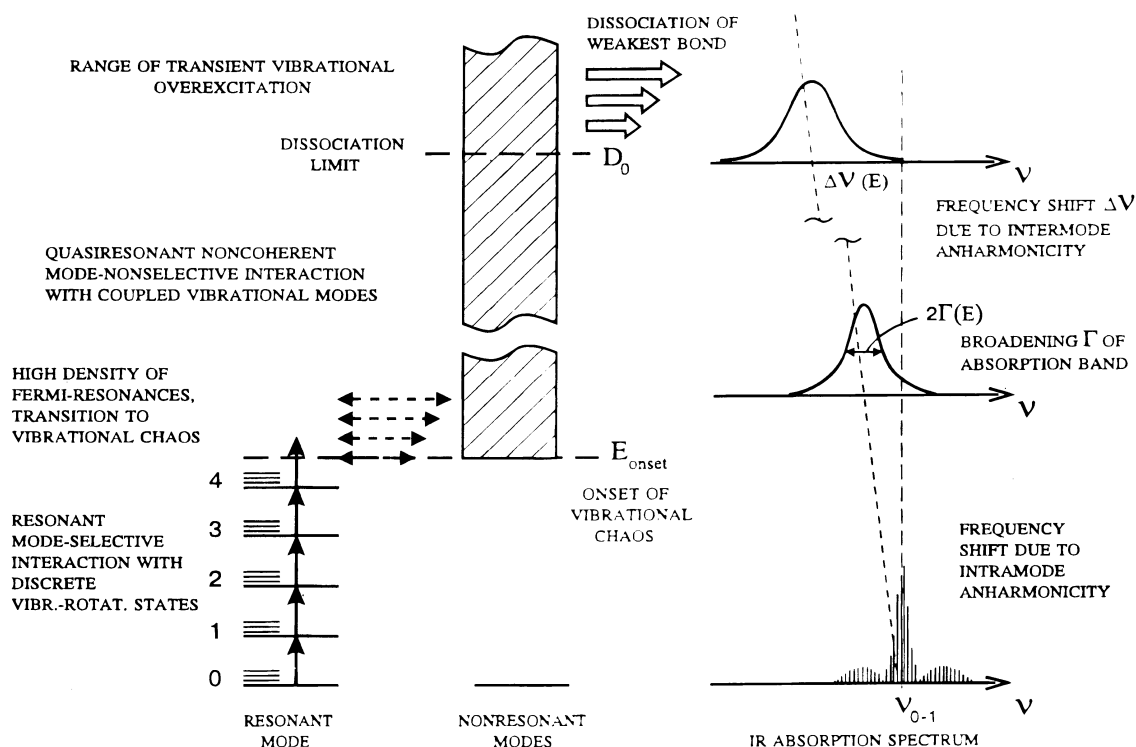 RANGE OF TRANSIENT VIBRATIONAL
OVEREXCITATION
DISSOCIATION
LIMIT
QUASIRESONANT NONCOHERENT
MODE-NONSELECTIVE INTERACTION
WITH COUPLED VIBRATIONAL MODES
HIGH DENSITY OF
FERMI-RESONANCES,
TRANSITION TO
VIBRATIONAL CHAOS
RESONANT
MODE-SELECTIVE
INTERACTION WITH
DISCRETE
VIBR.-ROTAT. STATES
4
3
2
1
0
RESONANT
MODE
NONRESONANT
MODES
DISSOCIATION OF
WEAKEST BOND
D₀
E_onset
ONSET OF
VIBRATIONAL
CHAOS
ν
Δν (E)
FREQUENCY SHIFT Δν
DUE TO INTERMODE
ANHARMONICITY
2Γ(E)
BROADENING Γ OF
ABSORPTION BAND
ν
FREQUENCY
SHIFT DUE TO
INTRAMODE
ANHARMONICITY
ν₀₋₁
ν
IR ABSORPTION SPECTRUM